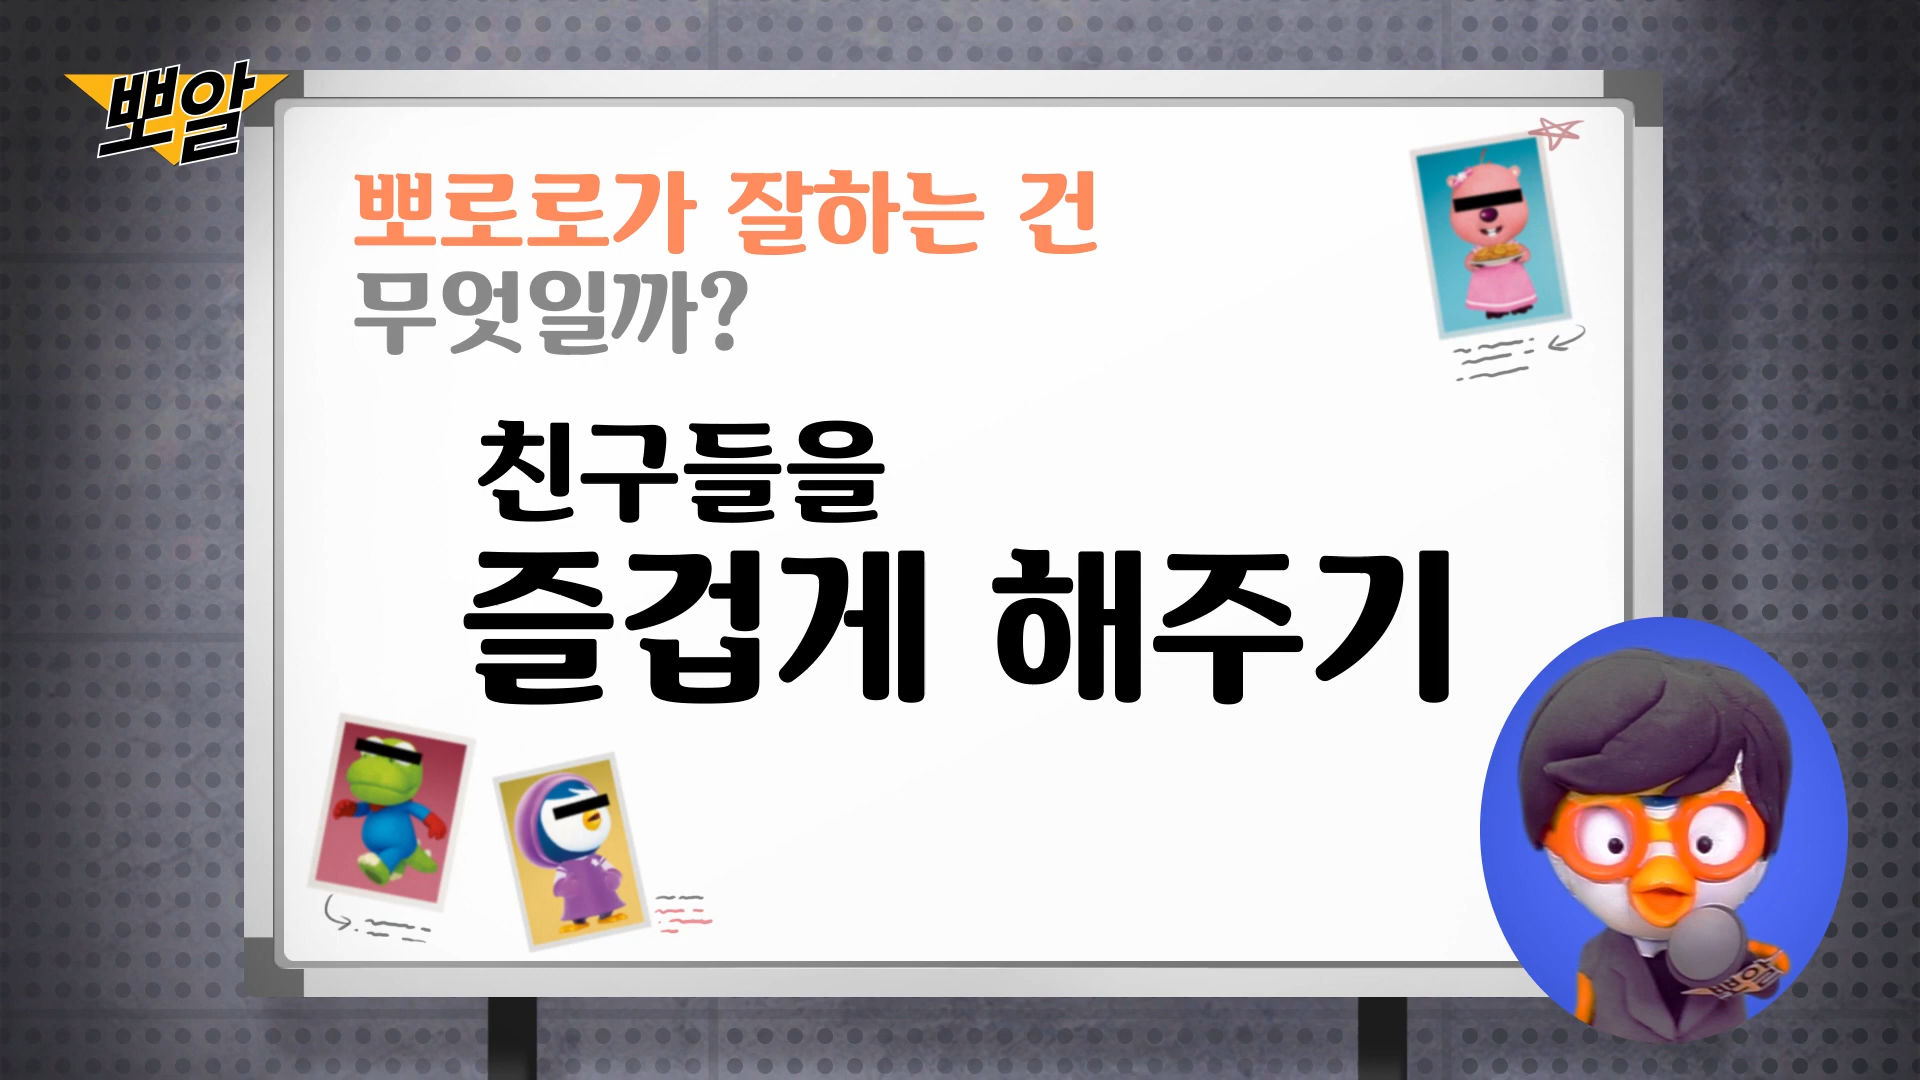 뽀알
뽀로로가 잘하는 건
무엇일까?
친구들을
즐겁게 해주기
뽀알